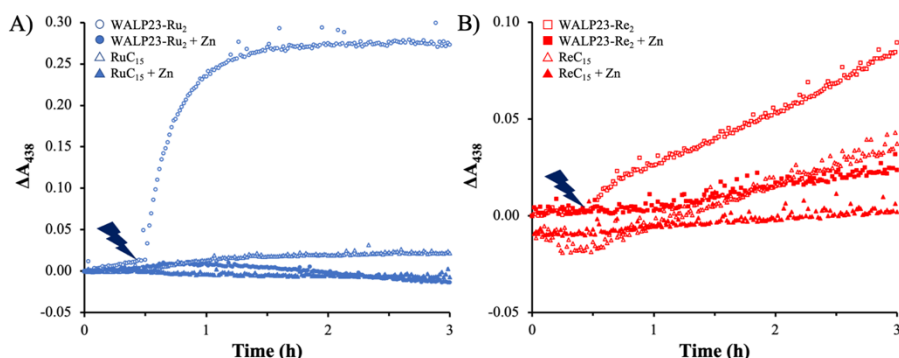 A)
0.30
0.25
0.20
0.15
0.10
0.05
0.00
-0.05
ΔA₄₃₈
WALP23-Ru₂
WALP23-Ru₂ + Zn
RuC₁₅
RuC₁₅ + Zn
0 1 2 3
Time (h)
B)
0.10
0.05
0.00
-0.05
ΔA₄₃₈
WALP23-Re₂
WALP23-Re₂ + Zn
ReC₁₅
ReC₁₅ + Zn
0 1 2 3
Time (h)